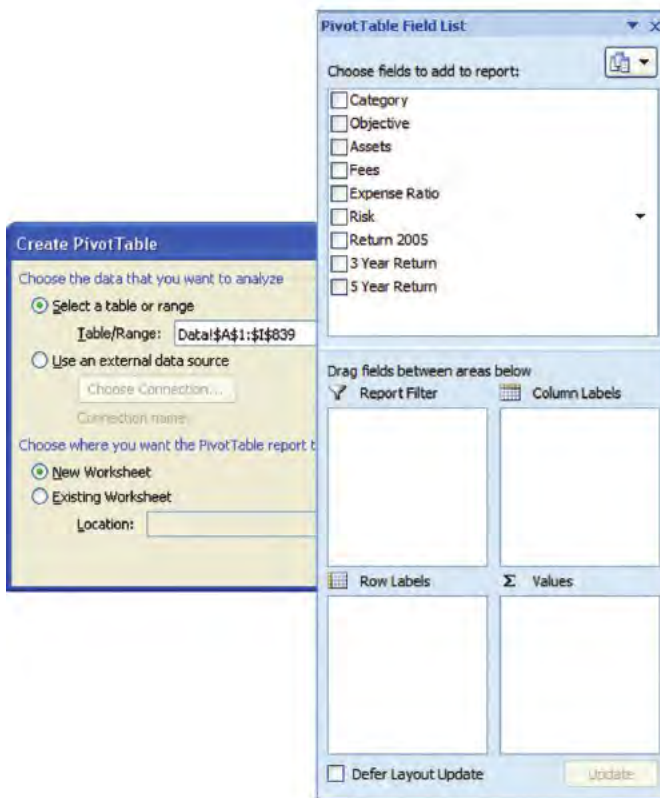 Create PivotTable
Choose the data that you want to analyze
Select a table or range
Table/Range: Data!$A$1:$I$839
Use an external data source
Choose Connection...
Connection name:
Choose where you want the PivotTable report t
New Worksheet
Existing Worksheet
Location:
PivotTable Field List
Choose fields to add to report:
Category
Objective
Assets
Fees
Expense Ratio
Risk
Return 2005
3 Year Return
5 Year Return
Drag fields between areas below
Report Filter
Column Labels
Row Labels
Σ Values
Defer Layout Update
Update